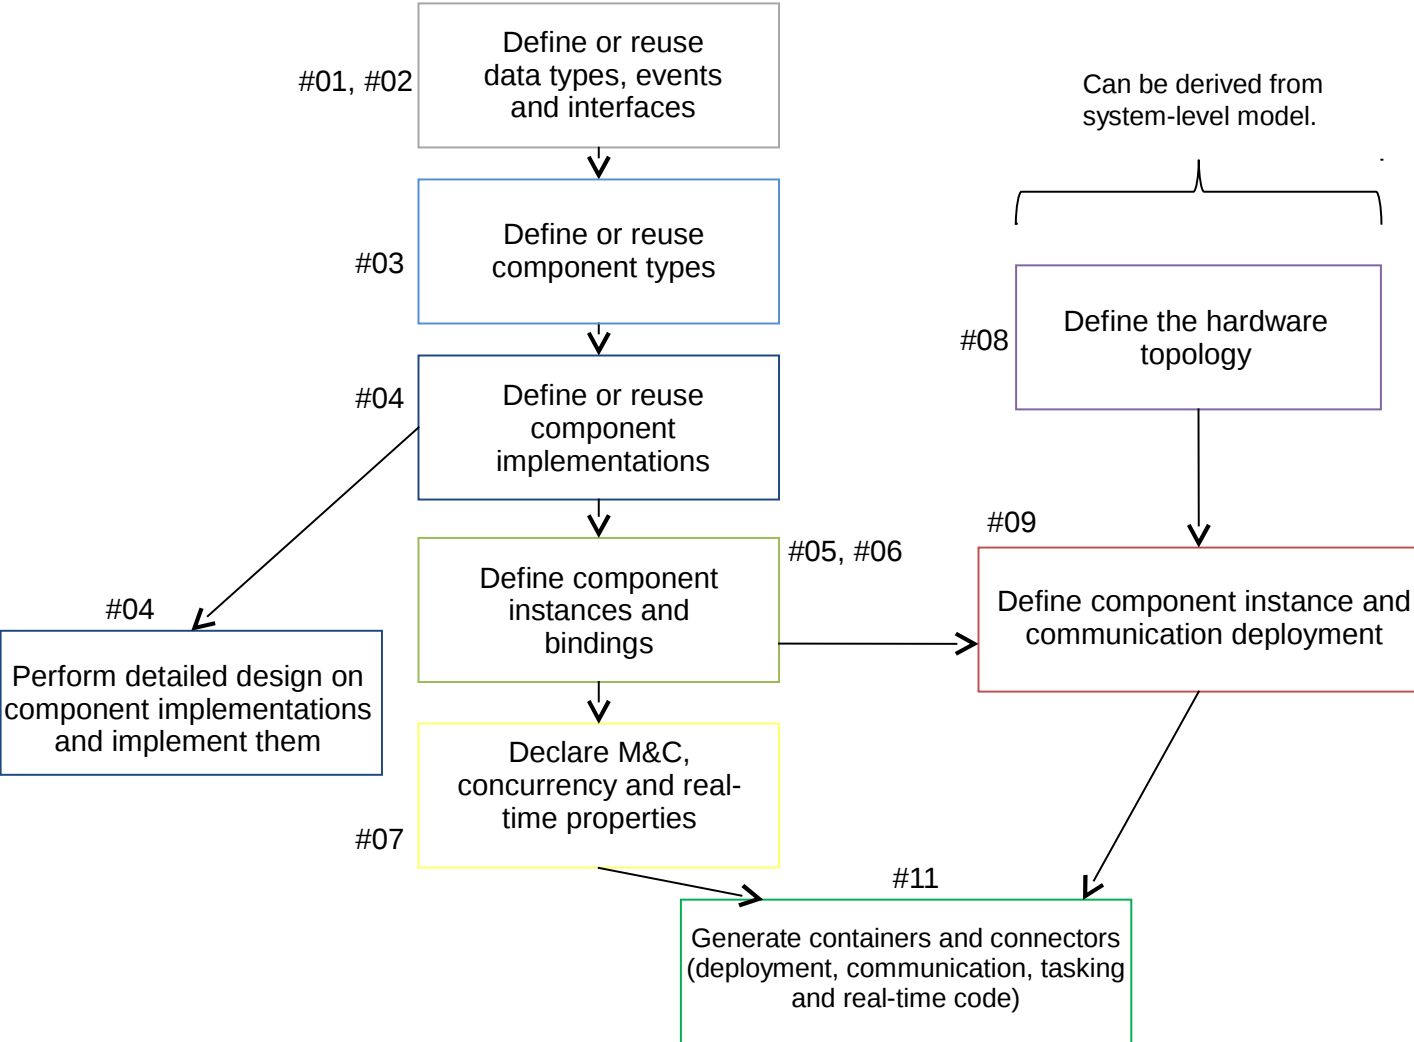 Define or reuse
data types, events
and interfaces
#01, #02
Can be derived from
system-level model.
Define or reuse
component types
#03
Define the hardware
topology
#08
Define or reuse
component
implementations
#04
#09
#05, #06
Define component
instances and
bindings
Define component instance and
communication deployment
#04
Perform detailed design on
component implementations
and implement them
Declare M&C,
concurrency and real-
time properties
#07
#11
Generate containers and connectors
(deployment, communication, tasking
and real-time code)